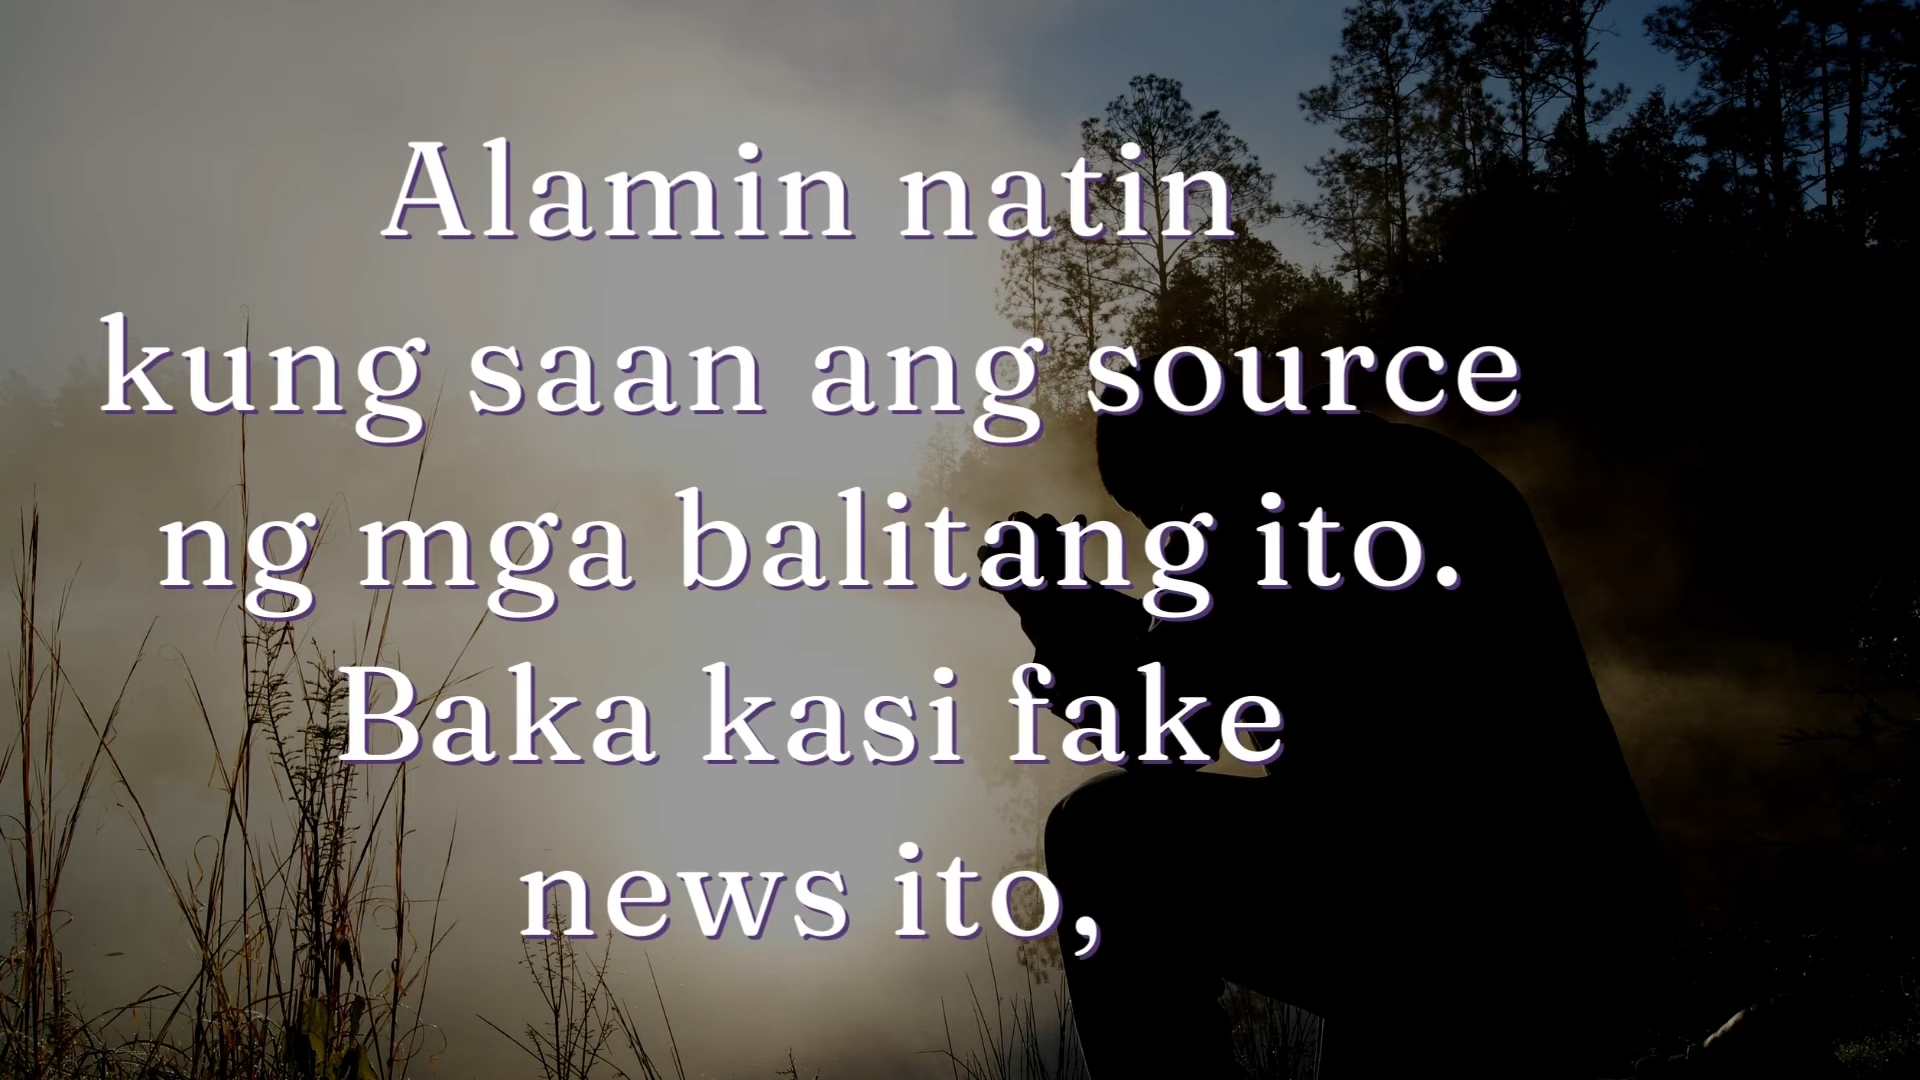 Alamin natin
kung saan ang source
ng mga balitang ito.
Baka kasi fake
news ito,